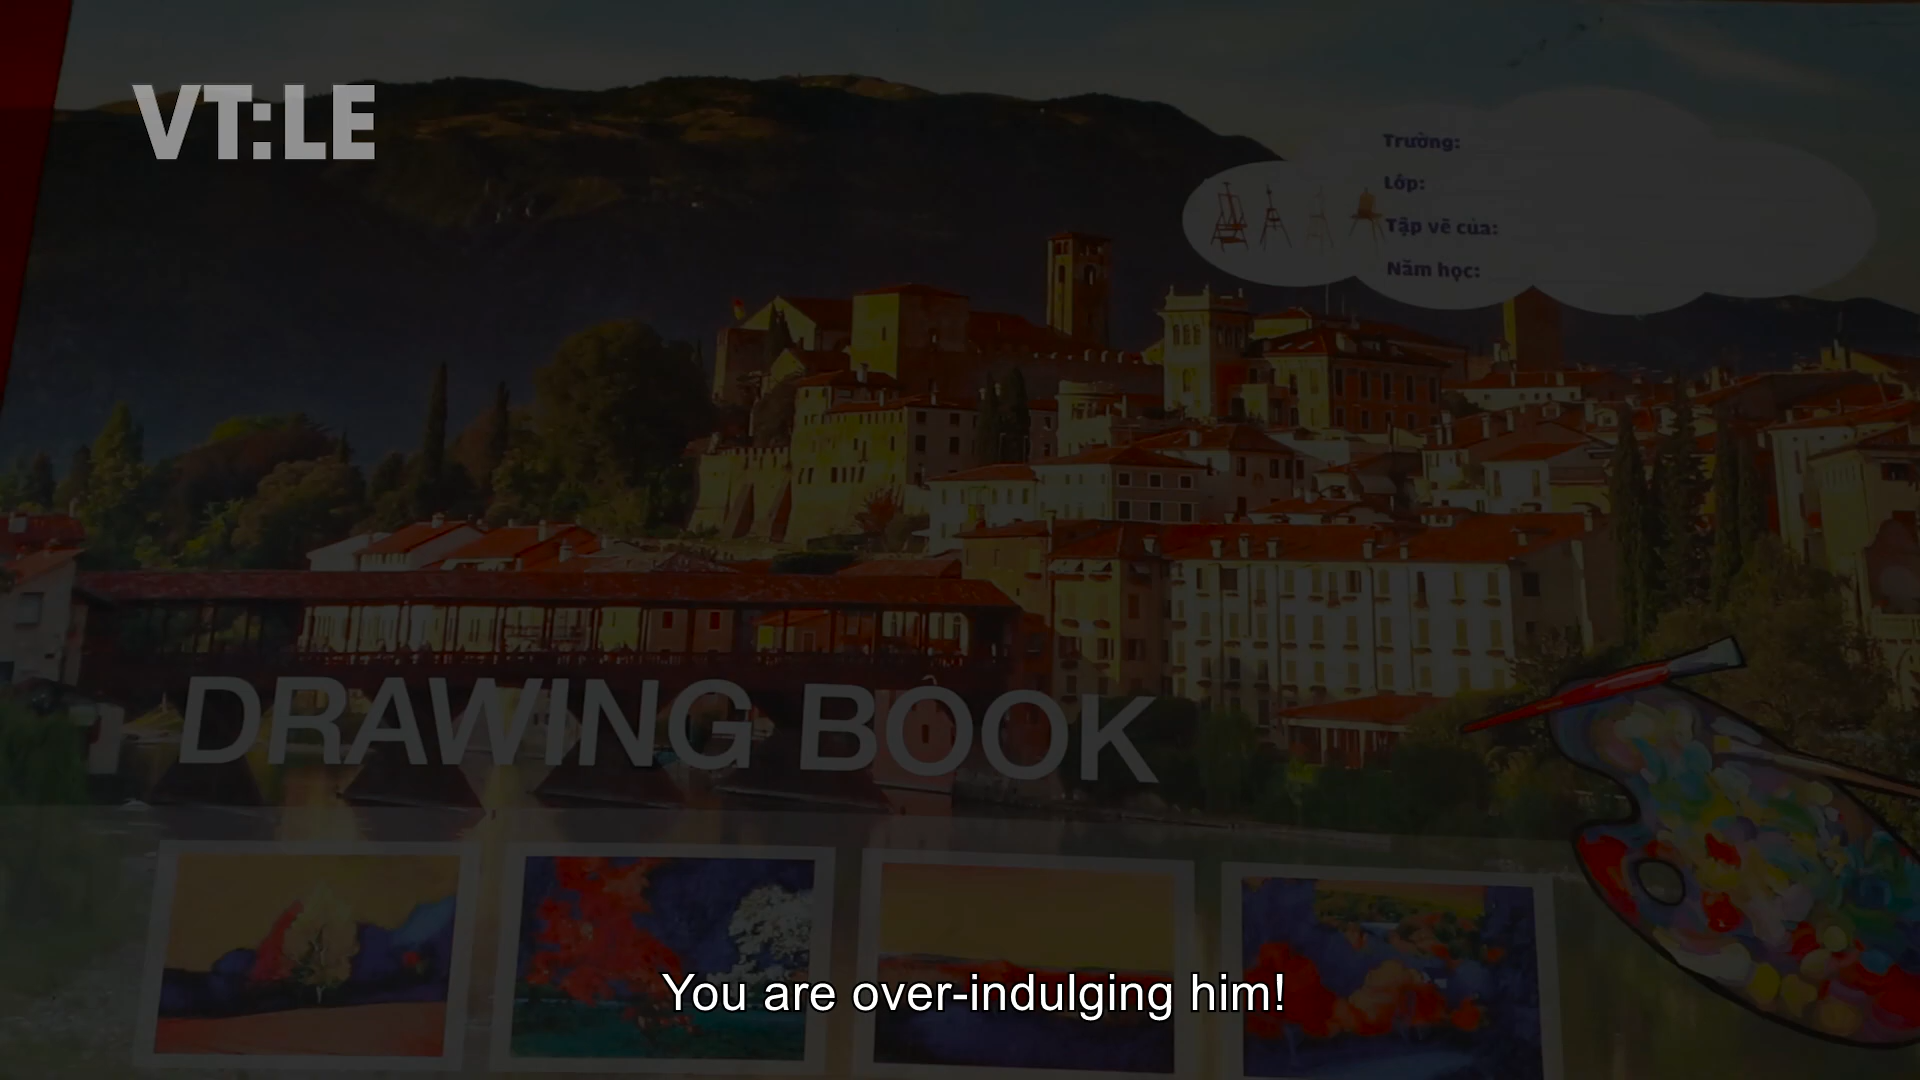 VT:LE
Trường:
Lớp:
Tập vẽ của:
Năm học:
DRAWING BOOK
You are over-indulging him!